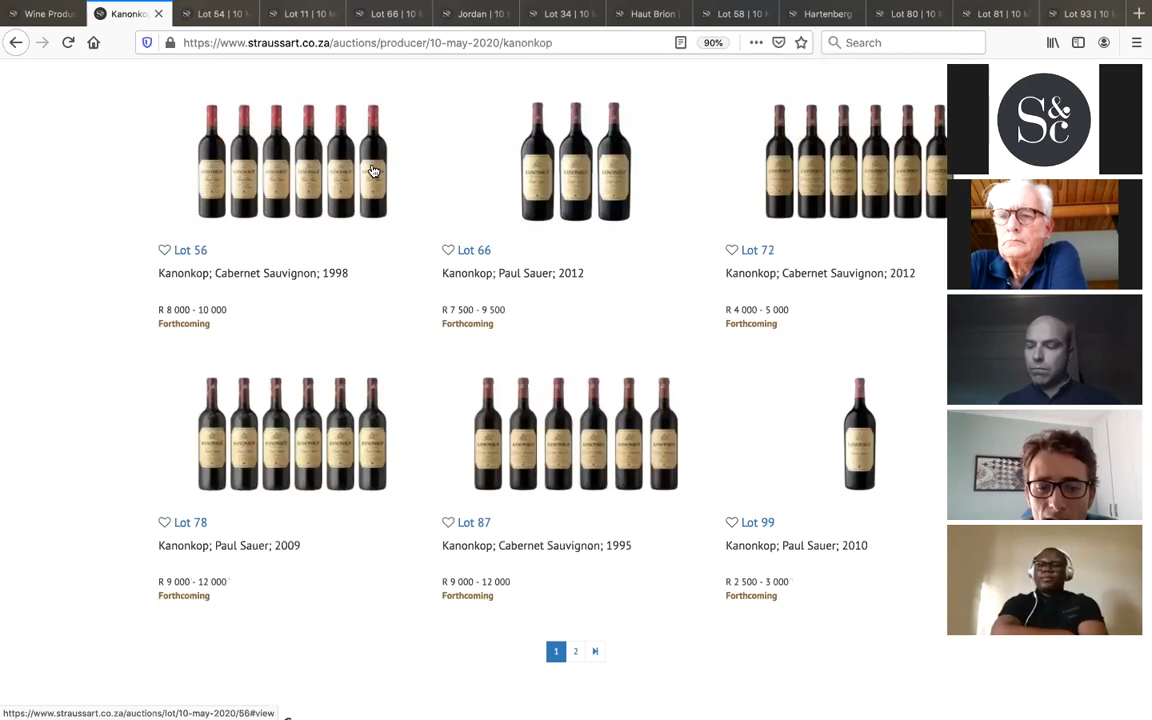 Wine Produ
Kanonko
Lot 54 | 10
Lot 11 | 10 M
Lot 66 | 10
Jordan | 10
Lot 34 | 10
Haut Brion |
Lot 58 | 10
Hartenberg
Lot 80 | 10
Lot 81 | 10
Lot 93 | 10
https://www.straussart.co.za/auctions/producer/10-may-2020/kanonkop
90%
Search
S&c
Lot 56
Kanonkop; Cabernet Sauvignon; 1998
R 8 000 - 10 000
Forthcoming
Lot 66
Kanonkop; Paul Sauer; 2012
R 7 500 - 9 500
Forthcoming
Lot 72
Kanonkop; Cabernet Sauvignon; 2012
R 4 000 - 5 000
Forthcoming
Lot 78
Kanonkop; Paul Sauer; 2009
R 9 000 - 12 000
Forthcoming
Lot 87
Kanonkop; Cabernet Sauvignon; 1995
R 9 000 - 12 000
Forthcoming
Lot 99
Kanonkop; Paul Sauer; 2010
R 2 500 - 3 000
Forthcoming
1
2
https://www.straussart.co.za/auctions/lot/10-may-2020/56#view